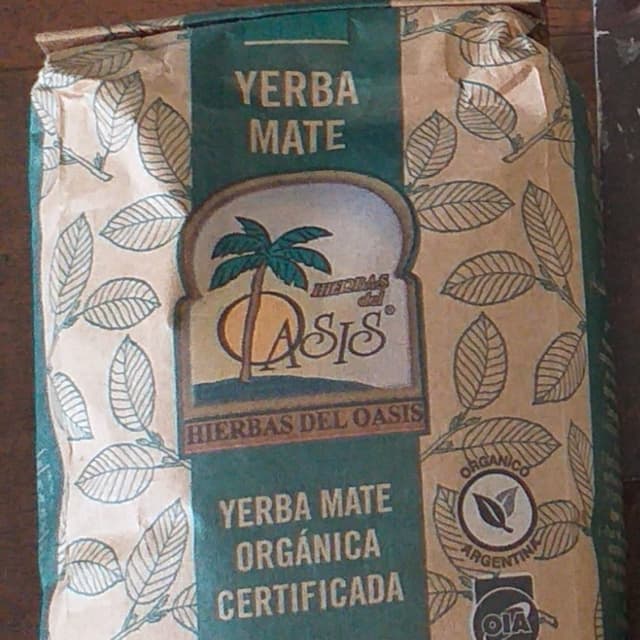 YERBA
MATE
HIERBAS
del
OASIS®
HIERBAS DEL OASIS
YERBA MATE
ORGÁNICA
CERTIFICADA
ORGANICO
ARGENTINA
OIA